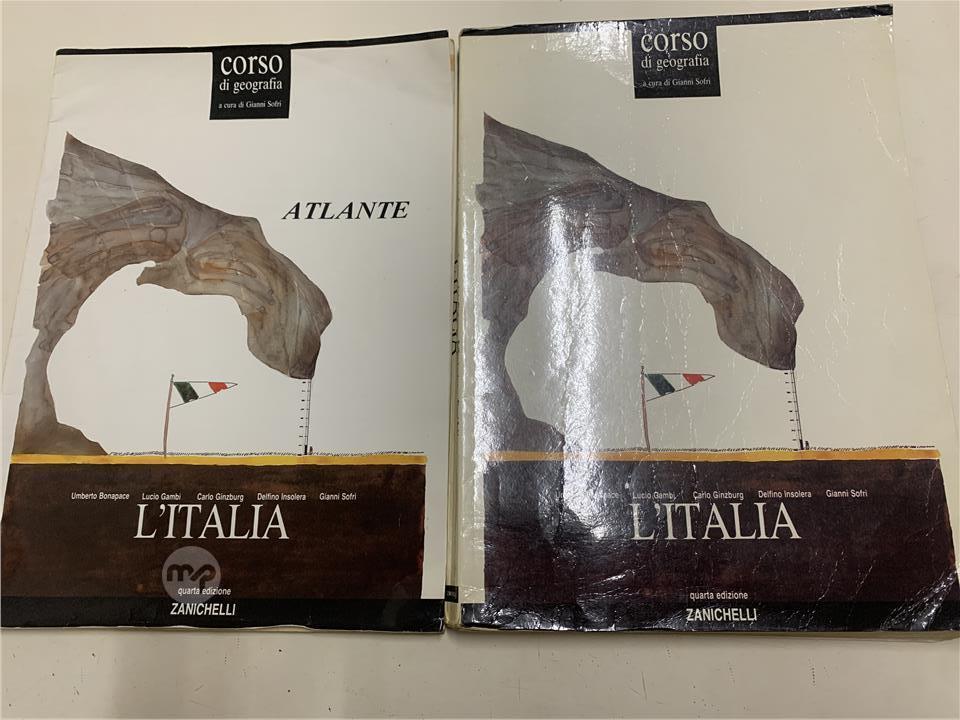 corso
di geografia
a cura di Gianni Sofri
ATLANTE
Umberto Bonapace Lucio Gambi Carlo Ginzburg Delfino Insolera Gianni Sofri
L'ITALIA
mp
quarta edizione
ZANICHELLI
L'ITALIA
corso
di geografia
a cura di Gianni Sofri
Lucio Gambi Carlo Ginzburg Delfino Insolera Gianni Sofri
L'ITALIA
quarta edizione
ZANICHELLI